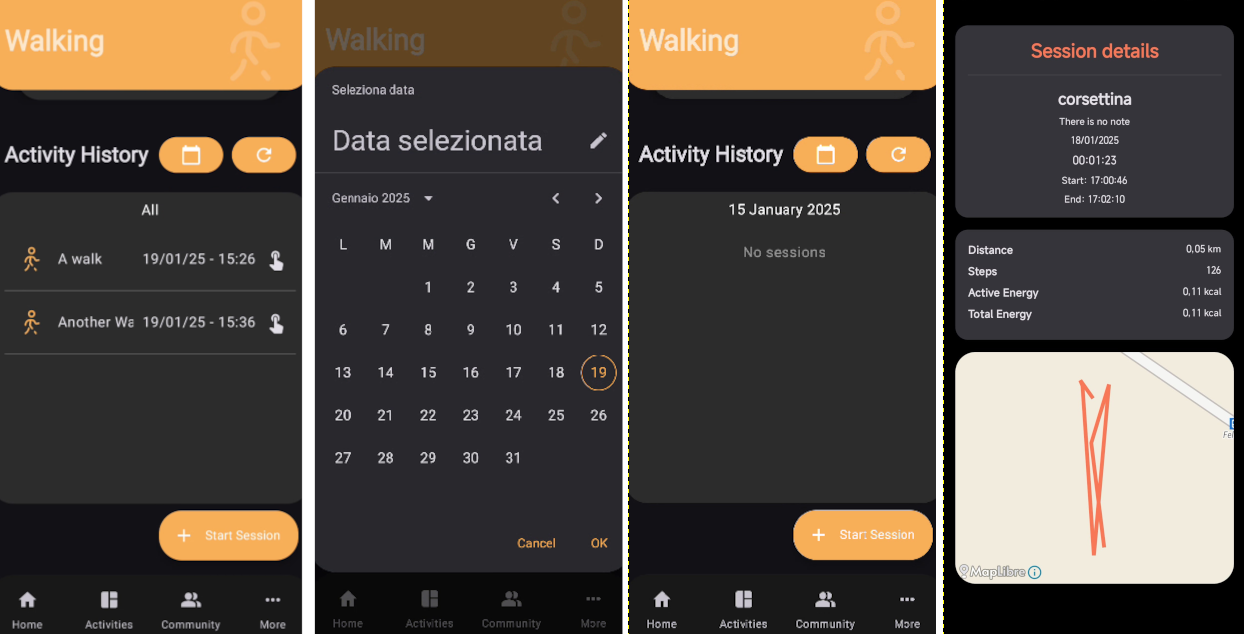 Walking
Activity History
All
A walk 19/01/25 - 15:26
Another Wa 19/01/25 - 15:36
+ Start Session
Home Activities Community More
Walking
Seleziona data
Data selezionata
Gennaio 2025
L M M G V S D
1 2 3 4 5
6 7 8 9 10 11 12
13 14 15 16 17 18 19
20 21 22 23 24 25 26
27 28 29 30 31
Cancel OK
Home Activities Community More
Walking
Activity History
15 January 2025
No sessions
+ Star: Session
Home Activities Community More
Session details
corsettina
There is no note
18/01/2025
00:01:23
Start: 17:00:46
End: 17:02:10
Distance 0,05 km
Steps 126
Active Energy 0,11 kcal
Total Energy 0,11 kcal
Fel
MapLibre